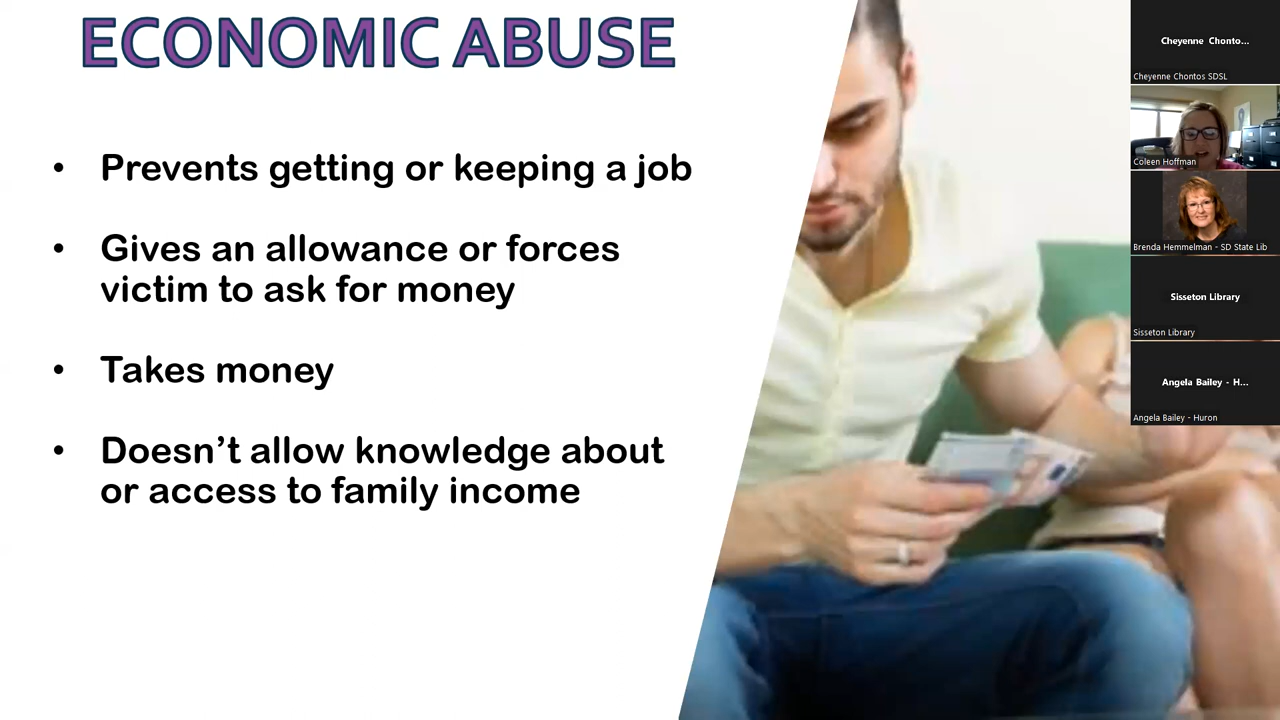 ECONOMIC ABUSE
• Prevents getting or keeping a job
• Gives an allowance or forces
victim to ask for money
• Takes money
• Doesn’t allow knowledge about
or access to family income
Cheyenne Chonto...
Cheyenne Chontos SDSL
Coleen Hoffman
Brenda Hemmelman - SD State Lib
Sisseton Library
Sisseton Library
Angela Bailey - H...
Angela Bailey - Huron